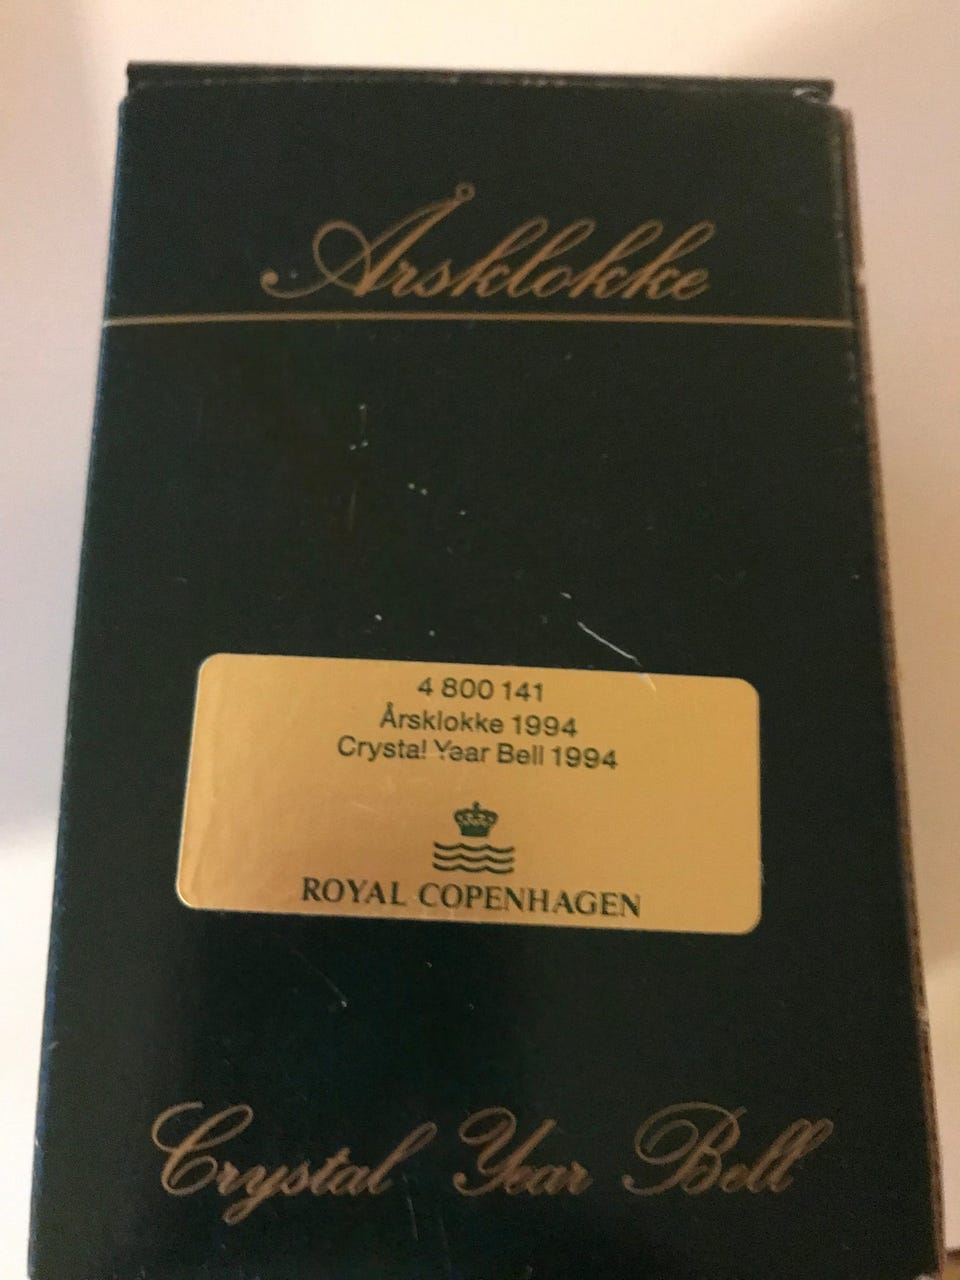 Årsklokke
4 800 141
Årsklokke 1994
Crystal Year Bell 1994
ROYAL COPENHAGEN
Crystal Year Bell